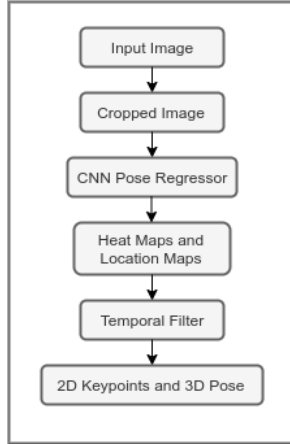 Input Image
Cropped Image
CNN Pose Regressor
Heat Maps and
Location Maps
Temporal Filter
2D Keypoints and 3D Pose